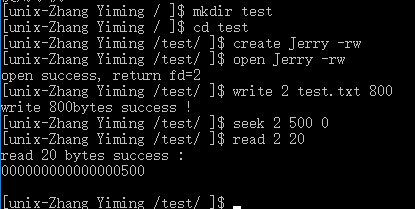 [unix-Zhang Yiming / ]$ mkdir test
[unix-Zhang Yiming / ]$ cd test
[unix-Zhang Yiming /test/ ]$ create Jerry -rw
[unix-Zhang Yiming /test/ ]$ open Jerry -rw
open success, return fd=2
[unix-Zhang Yiming /test/ ]$ write 2 test.txt 800
write 800bytes success !
[unix-Zhang Yiming /test/ ]$ seek 2 500 0
[unix-Zhang Yiming /test/ ]$ read 2 20
read 20 bytes success :
00000000000000000500
[unix-Zhang Yiming /test/ ]$